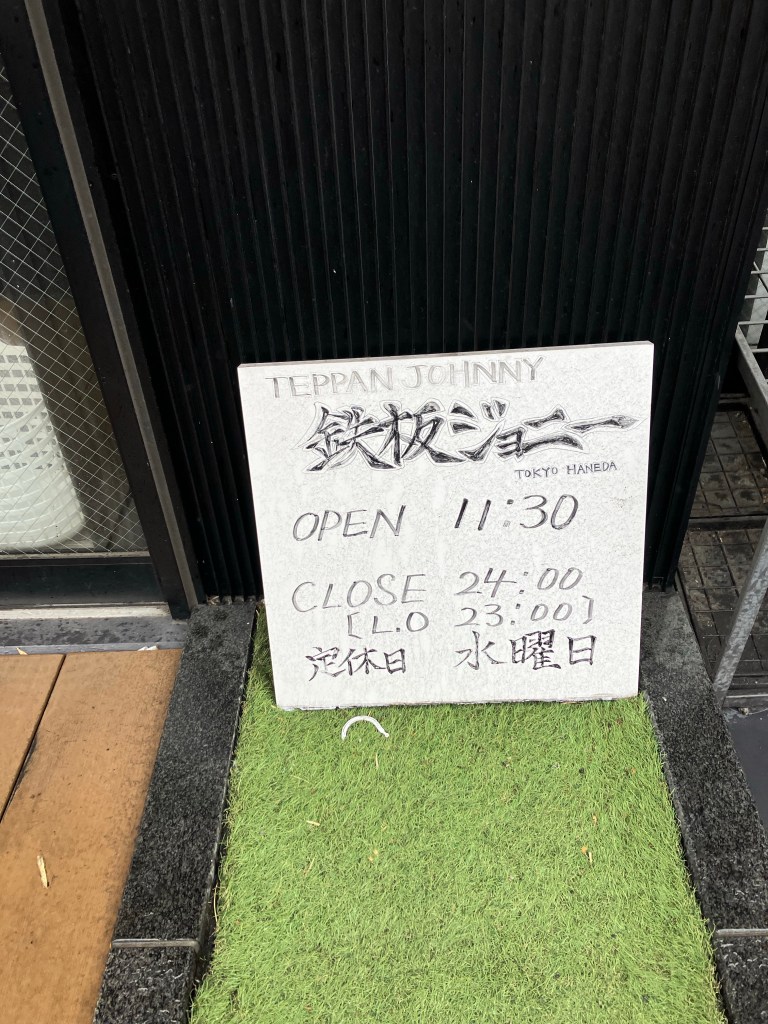 TEPPAN JOHNNY
鉄板ジョニー
TOKYO HANEDA
OPEN 11:30
CLOSE 24:00
[L.O 23:00]
定休日 水曜日